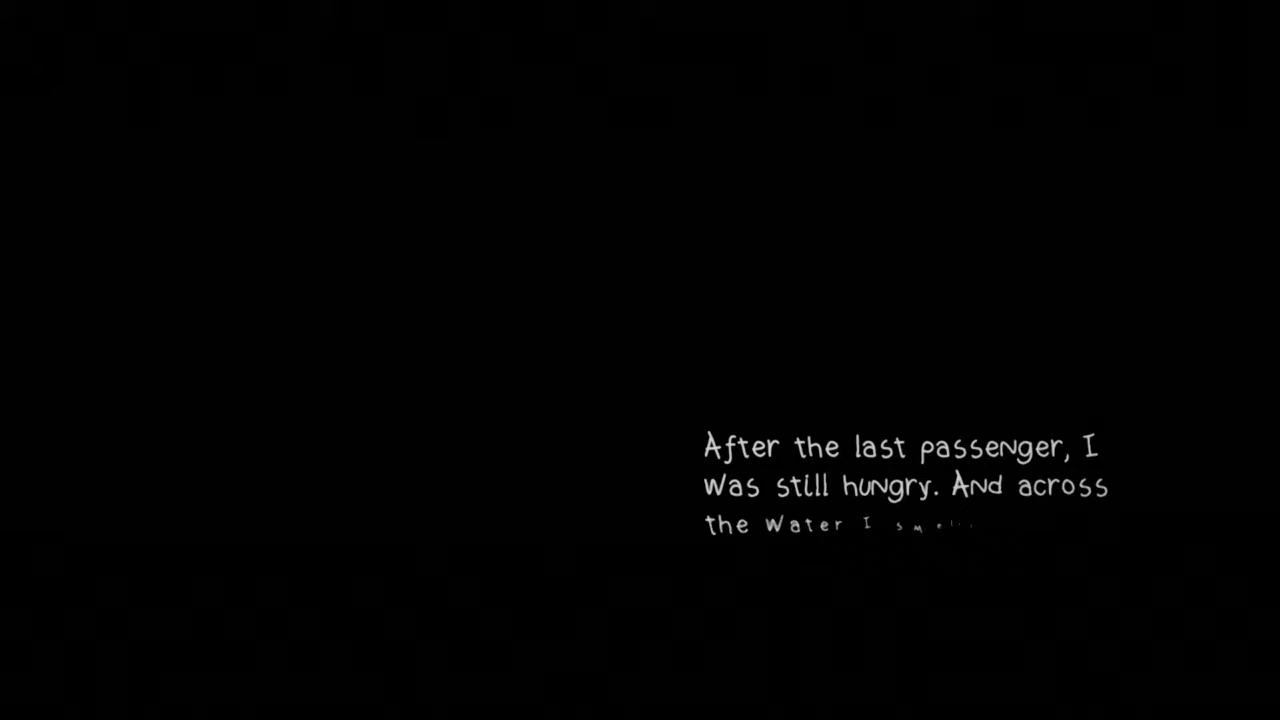 After the last passenger, I
was still hungry. And across
the water I